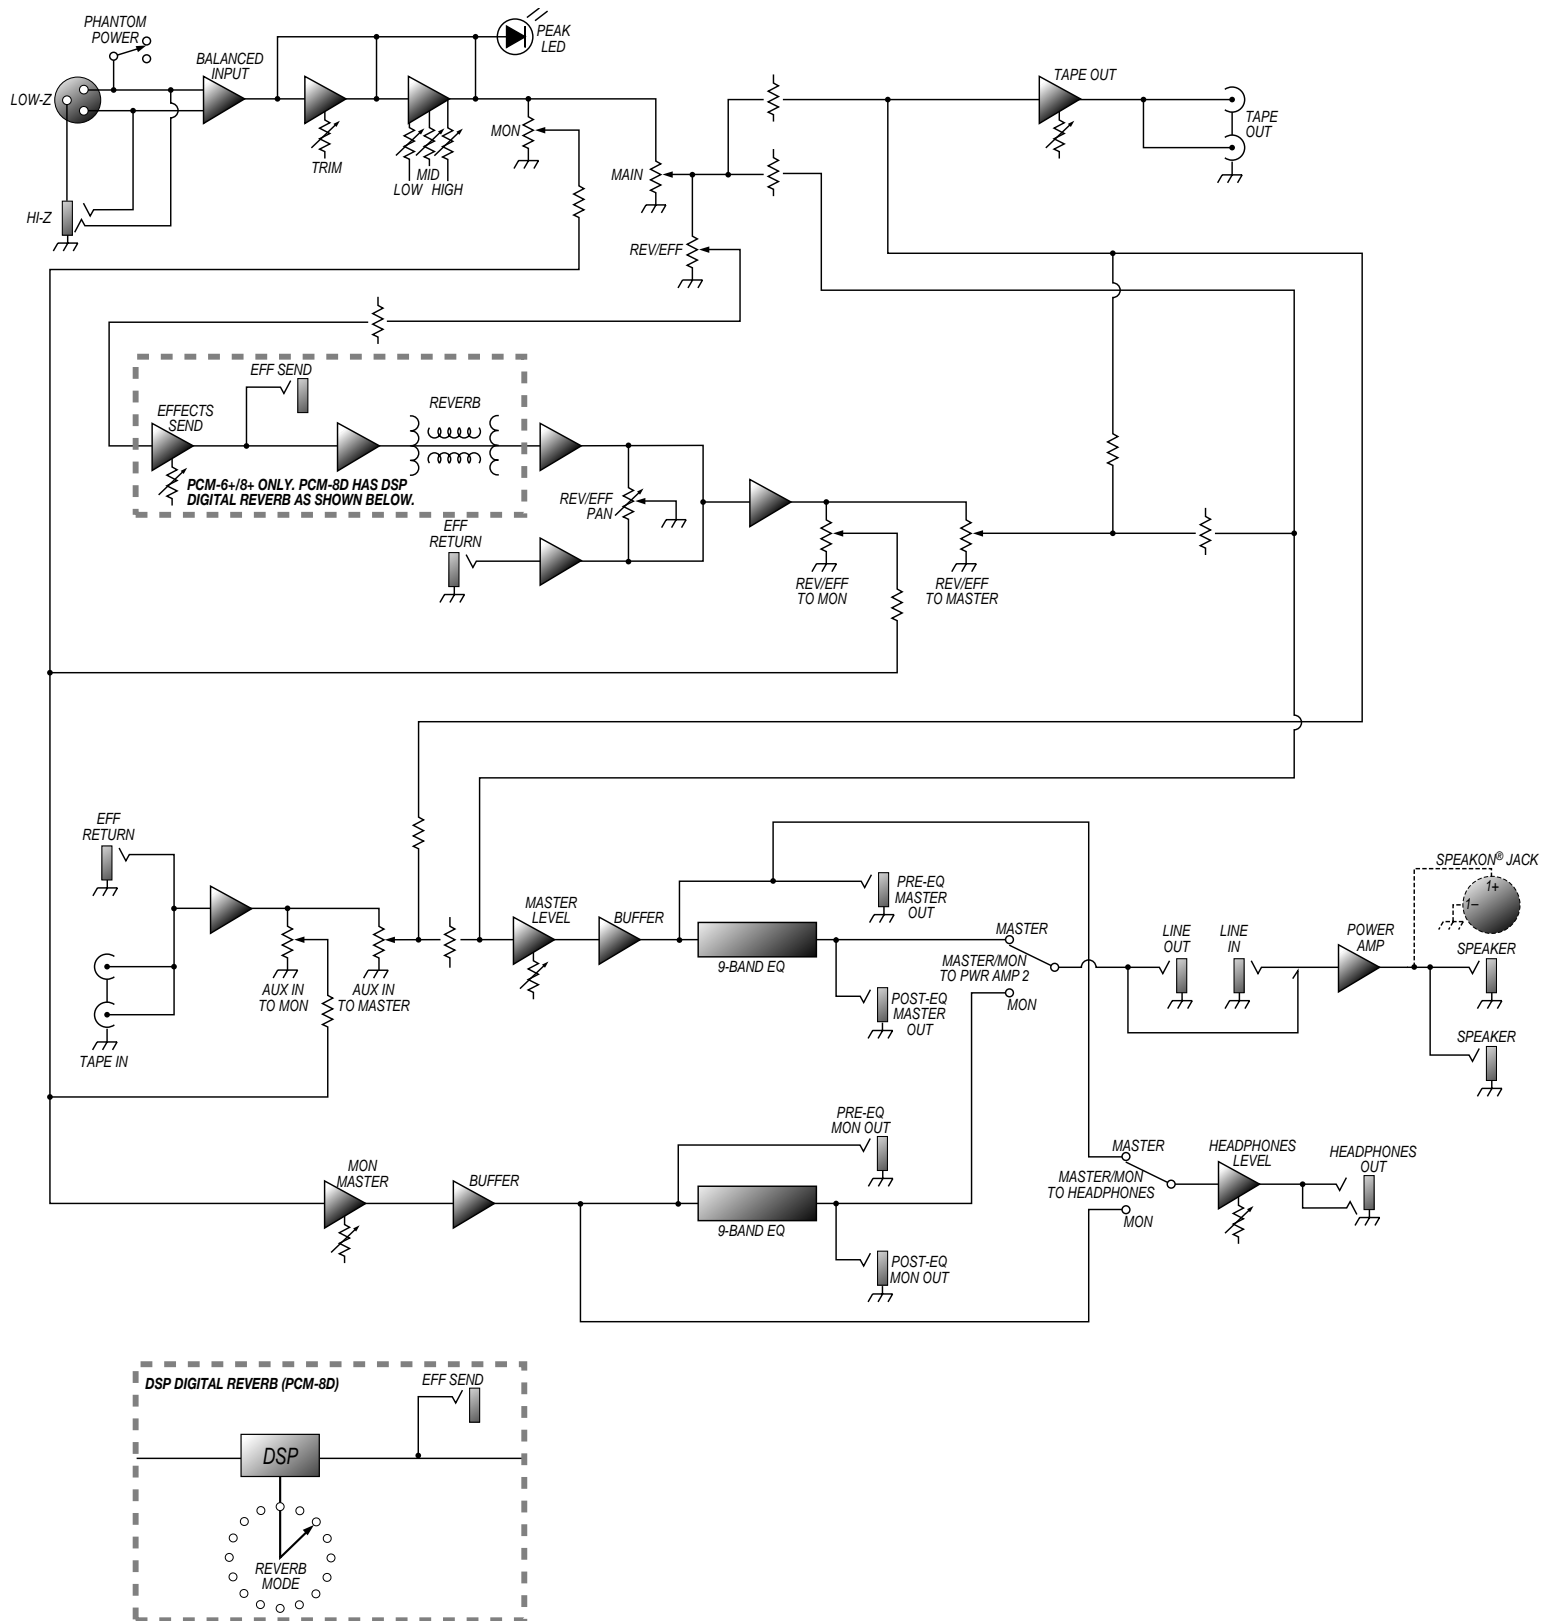 PHANTOM
POWER
PEAK
LED
BALANCED
INPUT
LOW-Z
TRIM
LOW
MID
HIGH
MON
MAIN
TAPE OUT
TAPE
OUT
HI-Z
REV/EFF
EFF SEND
EFFECTS
SEND
REVERB
PCM-6+/8+ ONLY. PCM-8D HAS DSP
DIGITAL REVERB AS SHOWN BELOW.
REV/EFF
PAN
EFF
RETURN
REV/EFF
TO MON
REV/EFF
TO MASTER
EFF
RETURN
TAPE IN
AUX IN
TO MON
AUX IN
TO MASTER
MASTER
LEVEL
BUFFER
9-BAND EQ
PRE-EQ
MASTER
OUT
POST-EQ
MASTER
OUT
MASTER
MASTER/MON
TO PWR AMP 2
MON
LINE
OUT
LINE
IN
POWER
AMP
SPEAKON® JACK
1+
1–
SPEAKER
SPEAKER
MON
MASTER
BUFFER
PRE-EQ
MON OUT
9-BAND EQ
POST-EQ
MON OUT
MASTER
MASTER/MON
TO HEADPHONES
MON
HEADPHONES
LEVEL
HEADPHONES
OUT
DSP DIGITAL REVERB (PCM-8D)
EFF SEND
DSP
REVERB
MODE